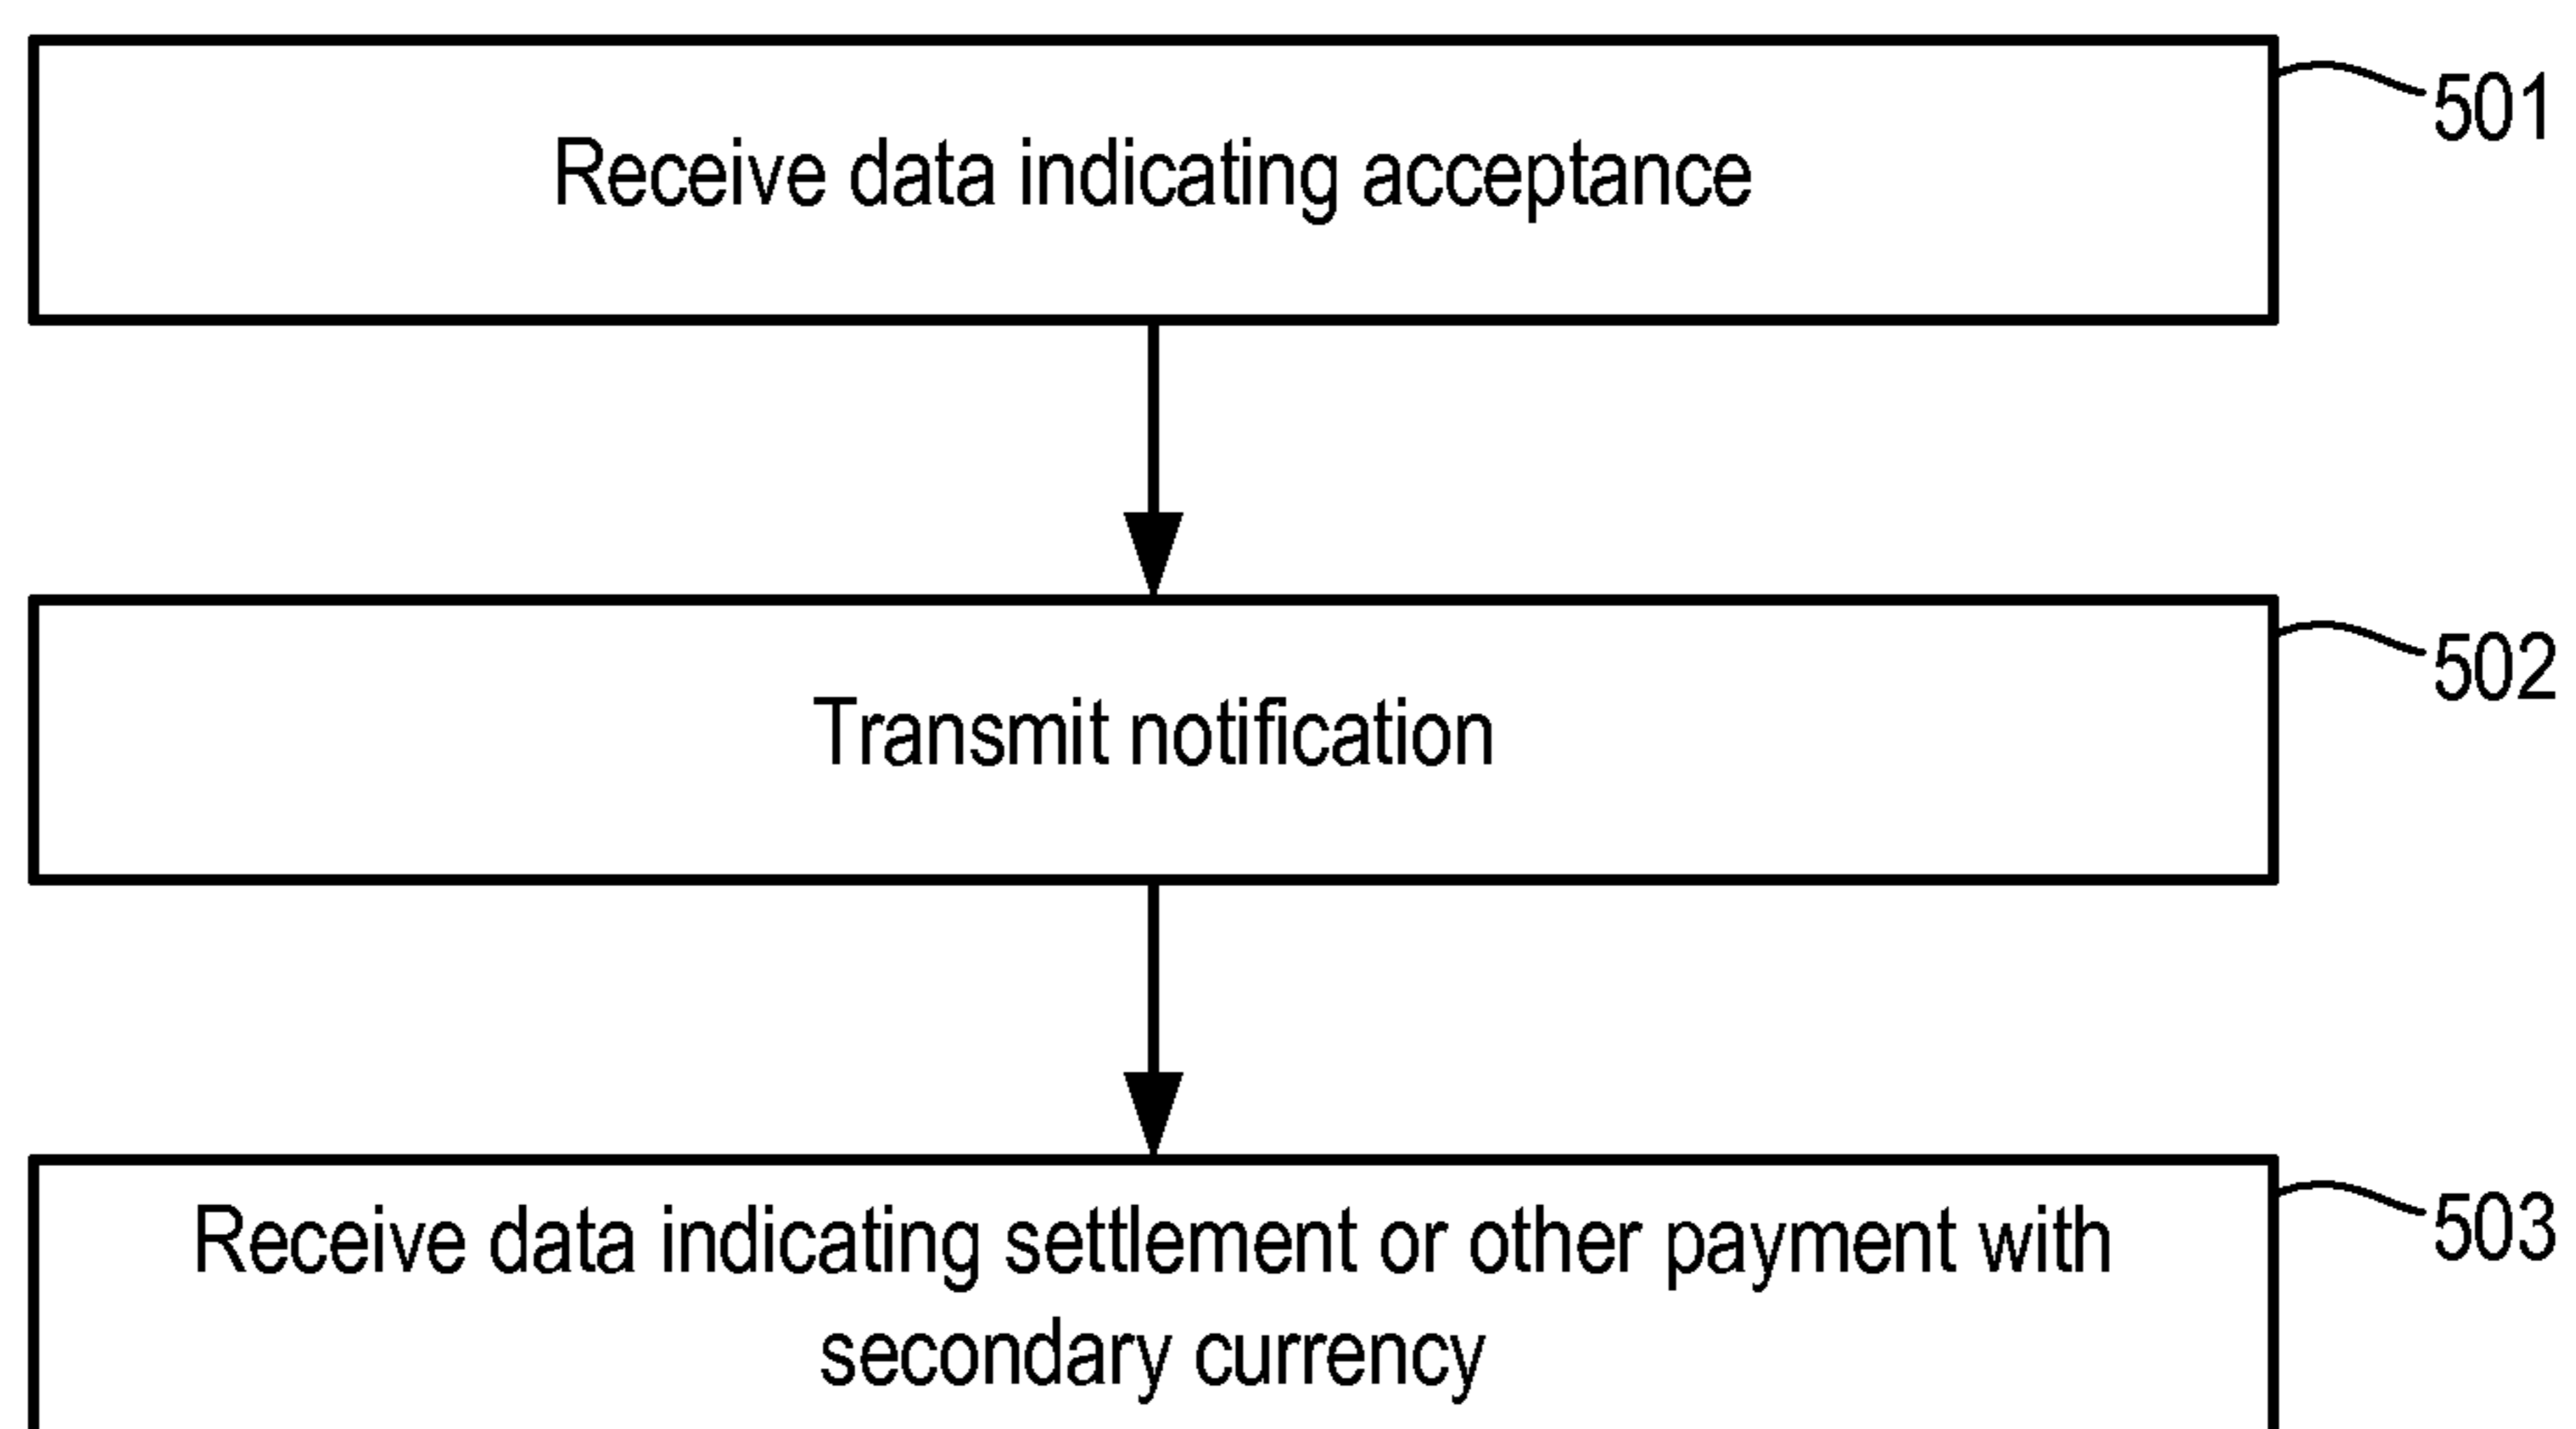 Receive data indicating acceptance
501
Transmit notification
502
Receive data indicating settlement or other payment with
secondary currency
503